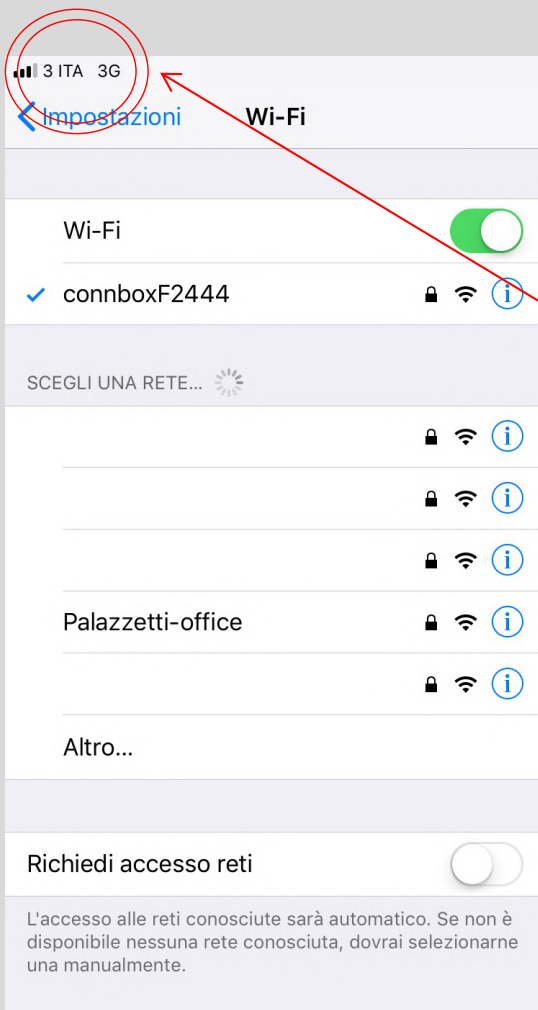 3 ITA 3G
Impostazioni Wi-Fi
Wi-Fi
connboxF2444
SCEGLI UNA RETE...
Palazzetti-office
Altro...
Richiedi accesso reti
L'accesso alle reti conosciute sarà automatico. Se non è
disponibile nessuna rete conosciuta, dovrai selezionarne
una manualmente.